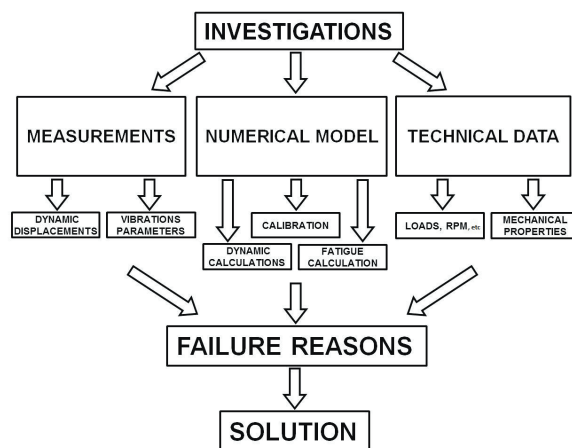 INVESTIGATIONS
MEASUREMENTS
NUMERICAL MODEL
TECHNICAL DATA
DYNAMIC
DISPLACEMENTS
VIBRATIONS
PARAMETERS
CALIBRATION
DYNAMIC
CALCULATIONS
FATIGUE
CALCULATION
LOADS, RPM, etc
MECHANICAL
PROPERTIES
FAILURE REASONS
SOLUTION